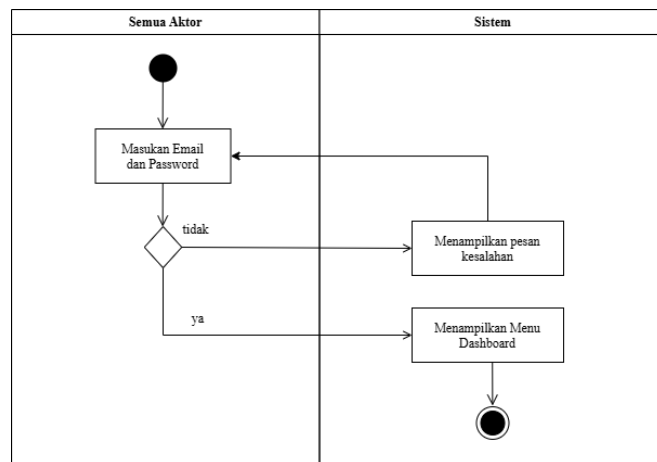 Semua Aktor
Sistem
Masukan Email
dan Password
tidak
Menampilkan pesan
kesalahan
ya
Menampilkan Menu
Dashboard